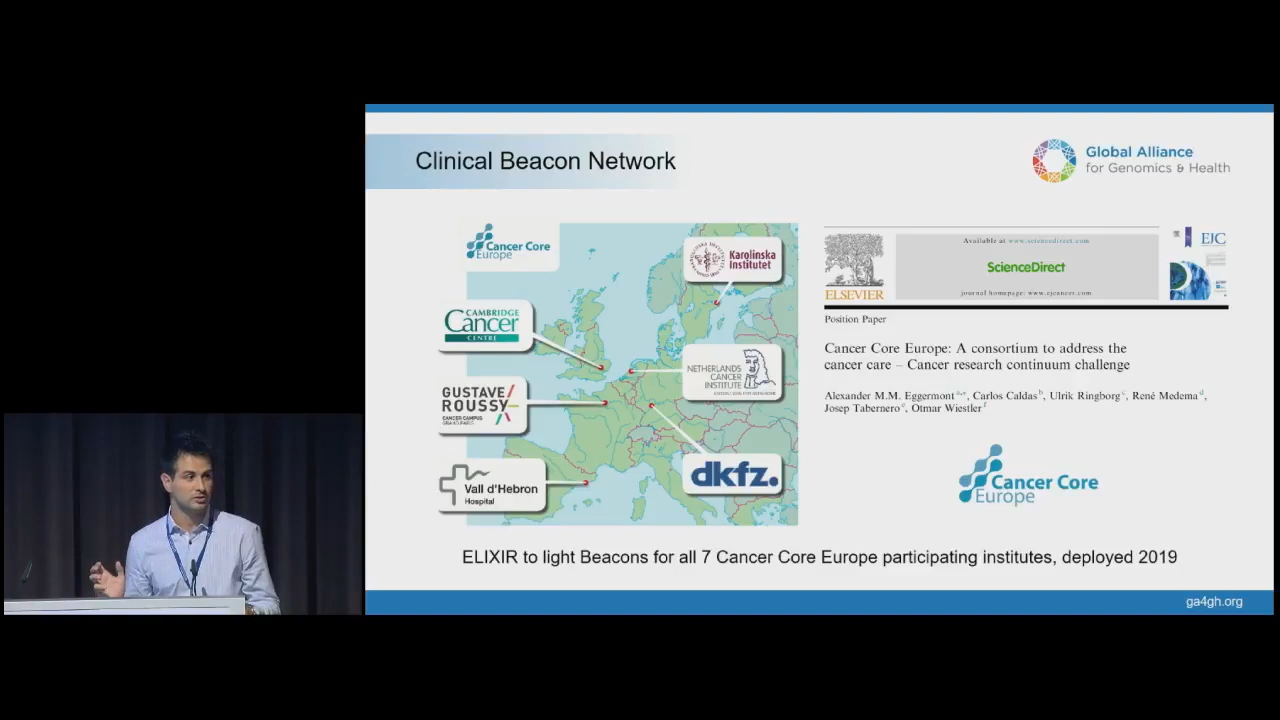 Clinical Beacon Network
Global Alliance
for Genomics & Health
Cancer Core
Europe
Karolinska
Institutet
CAMBRIDGE
Cancer
CENTRE
NETHERLANDS
CANCER
INSTITUTE
GUSTAVE
ROUSSY
CANCER CAMPUS
GRAND PARIS
Vall d'Hebron
Hospital
dkfz.
ELSEVIER
Available at www.sciencedirect.com
ScienceDirect
journal homepage: www.ejcancer.com
EJC
Position Paper
Cancer Core Europe: A consortium to address the
cancer care – Cancer research continuum challenge
Alexander M.M. Eggermont a,*, Carlos Caldas b, Ulrik Ringborg c, René Medema d,
Josep Tabernero e, Otmar Wiestler f
Cancer Core
Europe
ELIXIR to light Beacons for all 7 Cancer Core Europe participating institutes, deployed 2019
ga4gh.org